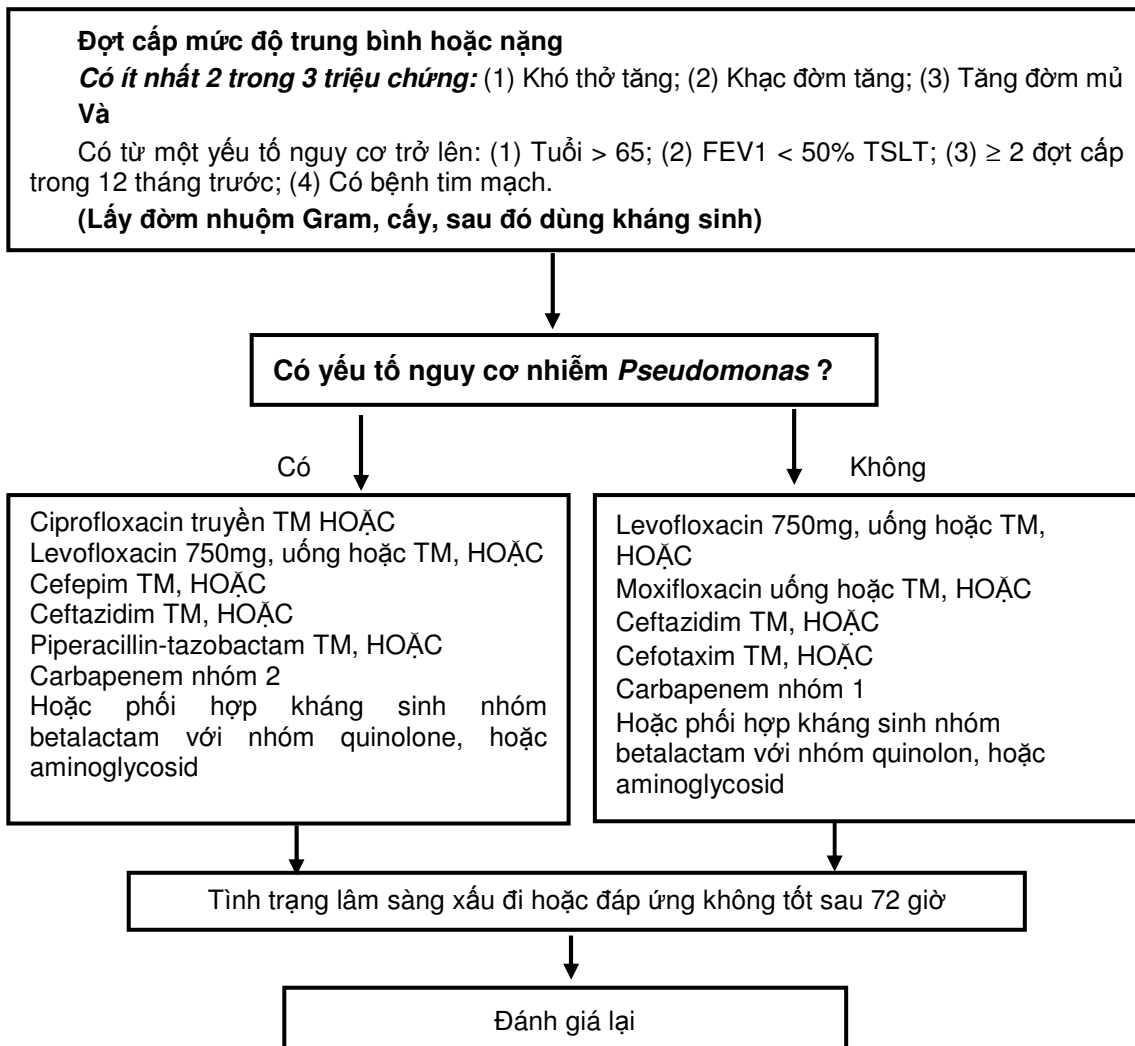 Đợt cấp mức độ trung bình hoặc nặng
Có ít nhất 2 trong 3 triệu chứng: (1) Khó thở tăng; (2) Khạc đờm tăng; (3) Tăng đờm mủ
Và
Có từ một yếu tố nguy cơ trở lên: (1) Tuổi > 65; (2) FEV1 < 50% TSLT; (3) ≥ 2 đợt cấp
trong 12 tháng trước; (4) Có bệnh tim mạch.
(Lấy đờm nhuộm Gram, cấy, sau đó dùng kháng sinh)
Có yếu tố nguy cơ nhiễm Pseudomonas ?
Có
Không
Ciprofloxacin truyền TM HOẶC
Levofloxacin 750mg, uống hoặc TM, HOẶC
Cefepim TM, HOẶC
Ceftazidim TM, HOẶC
Piperacillin-tazobactam TM, HOẶC
Carbapenem nhóm 2
Hoặc phối hợp kháng sinh nhóm
betalactam với nhóm quinolone, hoặc
aminoglycosid
Levofloxacin 750mg, uống hoặc TM,
HOẶC
Moxifloxacin uống hoặc TM, HOẶC
Ceftazidim TM, HOẶC
Cefotaxim TM, HOẶC
Carbapenem nhóm 1
Hoặc phối hợp kháng sinh nhóm
betalactam với nhóm quinolon, hoặc
aminoglycosid
Tình trạng lâm sàng xấu đi hoặc đáp ứng không tốt sau 72 giờ
Đánh giá lại